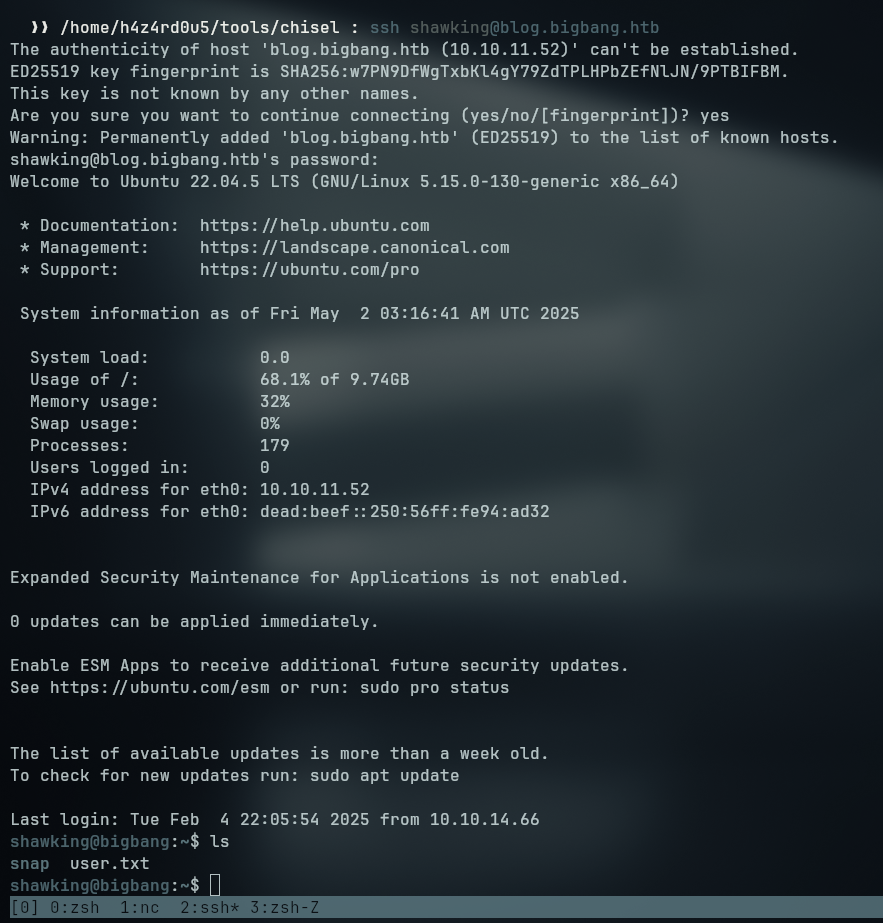 ❱❱ /home/h4z4rd0u5/tools/chisel : ssh shawking@blog.bigbang.htb
The authenticity of host 'blog.bigbang.htb (10.10.11.52)' can't be established.
ED25519 key fingerprint is SHA256:w7PN9DfWgTxbKl4gY79ZdTPLHPbZEfNlJN/9PTBIFBM.
This key is not known by any other names.
Are you sure you want to continue connecting (yes/no/[fingerprint])? yes
Warning: Permanently added 'blog.bigbang.htb' (ED25519) to the list of known hosts.
shawking@blog.bigbang.htb's password:
Welcome to Ubuntu 22.04.5 LTS (GNU/Linux 5.15.0-130-generic x86_64)
* Documentation:  https://help.ubuntu.com
* Management:     https://landscape.canonical.com
* Support:        https://ubuntu.com/pro
System information as of Fri May  2 03:16:41 AM UTC 2025
System load:           0.0
Usage of /:            68.1% of 9.74GB
Memory usage:          32%
Swap usage:            0%
Processes:             179
Users logged in:       0
IPv4 address for eth0: 10.10.11.52
IPv6 address for eth0: dead:beef::250:56ff:fe94:ad32
Expanded Security Maintenance for Applications is not enabled.
0 updates can be applied immediately.
Enable ESM Apps to receive additional future security updates.
See https://ubuntu.com/esm or run: sudo pro status
The list of available updates is more than a week old.
To check for new updates run: sudo apt update
Last login: Tue Feb  4 22:05:54 2025 from 10.10.14.66
shawking@bigbang:~$ ls
snap  user.txt
shawking@bigbang:~$
[0] 0:zsh  1:nc  2:ssh* 3:zsh-Z